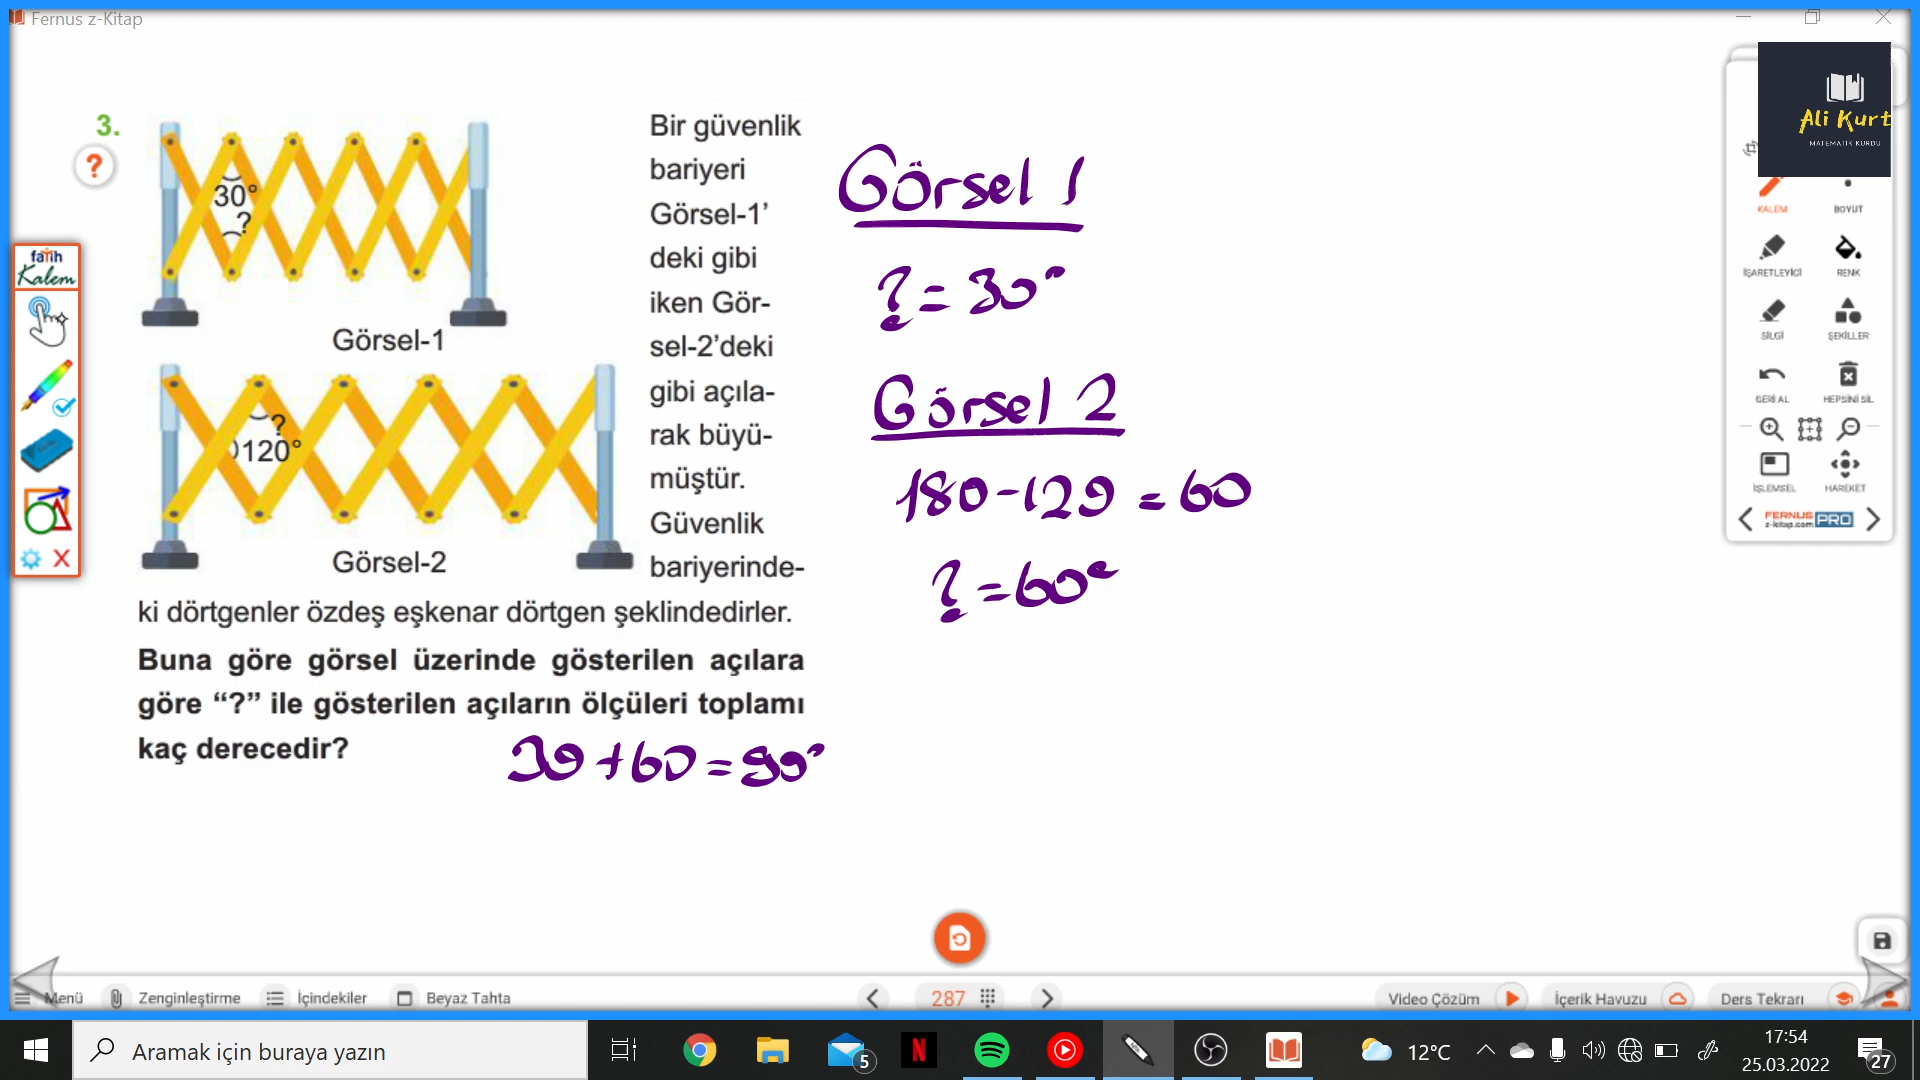 Fernus z-Kitap
3.
?
30°
?
Görsel-1
?
120°
Görsel-2
Bir güvenlik
bariyeri
Görsel-1'
deki gibi
iken Gör-
sel-2'deki
gibi açıla-
rak büyü-
müştür.
Güvenlik
bariyerinde-
ki dörtgenler özdeş eşkenar dörtgen şeklindedirler.
Buna göre görsel üzerinde gösterilen açılara
göre “?” ile gösterilen açıların ölçüleri toplamı
kaç derecedir?
30+60=90°
Görsel 1
?=30°
Görsel 2
180-120=60
?=60°
fatih
Kalem
Ali Kurt
MATEMATİK KURDU
KALEM
BOYUT
İŞARETLEYİCİ
RENK
SİLGİ
ŞEKİLLER
GERİ AL
HEPSİNİ SİL
İŞLEMSEL
HAREKET
FERNUS
z-kitap.com PRO
Menü
Zenginleştirme
İçindekiler
Beyaz Tahta
287
Video Çözüm
İçerik Havuzu
Ders Tekrarı
Aramak için buraya yazın
5
N
12°C
17:54
25.03.2022
27